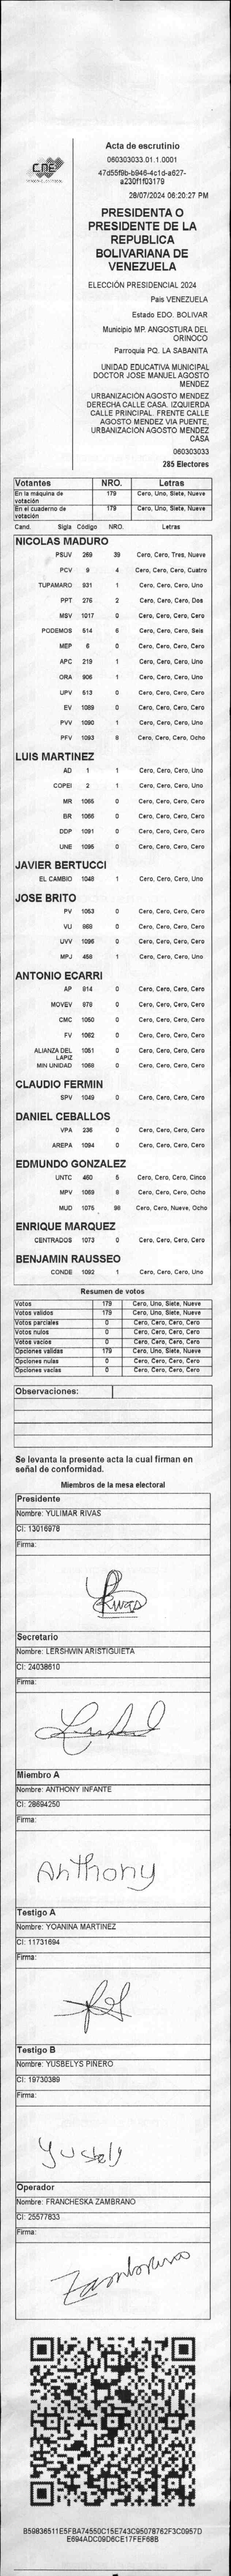 Acta de escrutinio
060303033.01.1.0001
47d55f9b-b946-4c1d-a627-
a230f1f03179
28/07/2024 06:20:27 PM
CNE
PRESIDENTA O
PRESIDENTE DE LA
REPUBLICA
BOLIVARIANA DE
VENEZUELA
ELECCIÓN PRESIDENCIAL 2024
País VENEZUELA
Estado EDO. BOLIVAR
Municipio MP. ANGOSTURA DEL
ORINOCO
Parroquia PQ. LA SABANITA
UNIDAD EDUCATIVA MUNICIPAL
DOCTOR JOSE MANUEL AGOSTO
MENDEZ
URBANIZACIÓN AGOSTO MENDEZ
DERECHA CALLE CASA. IZQUIERDA
CALLE PRINCIPAL. FRENTE CALLE
AGOSTO MENDEZ VIA PUENTE,
URBANIZACION AGOSTO MENDEZ
CASA
060303033
285 Electores
Votantes NRO. Letras
En la máquina de votación 179 Cero, Uno, Siete, Nueve
En el cuaderno de votación 179 Cero, Uno, Siete, Nueve
Cand. Sigla Código NRO. Letras
NICOLAS MADURO
PSUV 269 39 Cero, Cero, Tres, Nueve
PCV 9 4 Cero, Cero, Cero, Cuatro
TUPAMARO 931 1 Cero, Cero, Cero, Uno
PPT 276 2 Cero, Cero, Cero, Dos
MSV 1017 0 Cero, Cero, Cero, Cero
PODEMOS 514 6 Cero, Cero, Cero, Seis
MEP 6 0 Cero, Cero, Cero, Cero
APC 219 1 Cero, Cero, Cero, Uno
ORA 906 1 Cero, Cero, Cero, Uno
UPV 513 0 Cero, Cero, Cero, Cero
EV 1089 0 Cero, Cero, Cero, Cero
PVV 1090 1 Cero, Cero, Cero, Uno
PFV 1093 8 Cero, Cero, Cero, Ocho
LUIS MARTINEZ
AD 1 1 Cero, Cero, Cero, Uno
COPEI 2 1 Cero, Cero, Cero, Uno
MR 1065 0 Cero, Cero, Cero, Cero
BR 1066 0 Cero, Cero, Cero, Cero
DDP 1091 0 Cero, Cero, Cero, Cero
UNE 1095 0 Cero, Cero, Cero, Cero
JAVIER BERTUCCI
EL CAMBIO 1048 1 Cero, Cero, Cero, Uno
JOSE BRITO
PV 1053 0 Cero, Cero, Cero, Cero
VU 868 0 Cero, Cero, Cero, Cero
UVV 1096 0 Cero, Cero, Cero, Cero
MPJ 458 1 Cero, Cero, Cero, Uno
ANTONIO ECARRI
AP 914 0 Cero, Cero, Cero, Cero
MOVEV 978 0 Cero, Cero, Cero, Cero
CMC 1050 0 Cero, Cero, Cero, Cero
FV 1062 0 Cero, Cero, Cero, Cero
ALIANZA DEL LAPIZ 1051 0 Cero, Cero, Cero, Cero
MIN UNIDAD 1068 0 Cero, Cero, Cero, Cero
CLAUDIO FERMIN
SPV 1049 0 Cero, Cero, Cero, Cero
DANIEL CEBALLOS
VPA 236 0 Cero, Cero, Cero, Cero
AREPA 1094 0 Cero, Cero, Cero, Cero
EDMUNDO GONZALEZ
UNTC 460 5 Cero, Cero, Cero, Cinco
MPV 1069 8 Cero, Cero, Cero, Ocho
MUD 1075 98 Cero, Cero, Nueve, Ocho
ENRIQUE MARQUEZ
CENTRADOS 1073 0 Cero, Cero, Cero, Cero
BENJAMIN RAUSSEO
CONDE 1092 1 Cero, Cero, Cero, Uno
Resumen de votos
Votos 179 Cero, Uno, Siete, Nueve
Votos validos 179 Cero, Uno, Siete, Nueve
Votos parciales 0 Cero, Cero, Cero, Cero
Votos nulos 0 Cero, Cero, Cero, Cero
Votos vacios 0 Cero, Cero, Cero, Cero
Opciones validas 179 Cero, Uno, Siete, Nueve
Opciones nulas 0 Cero, Cero, Cero, Cero
Opciones vacias 0 Cero, Cero, Cero, Cero
Observaciones:
Se levanta la presente acta la cual firman en
señal de conformidad.
Miembros de la mesa electoral
Presidente
Nombre: YULIMAR RIVAS
CI: 13016978
Firma:
Rivas
Secretario
Nombre: LERSHWIN ARISTIGUIETA
CI: 24038610
Firma:
Miembro A
Nombre: ANTHONY INFANTE
CI: 28694250
Firma:
Anthony
Testigo A
Nombre: YOANINA MARTINEZ
CI: 11731694
Firma:
Testigo B
Nombre: YUSBELYS PIÑERO
CI: 19730389
Firma:
Yusbely
Operador
Nombre: FRANCHESKA ZAMBRANO
CI: 25577833
Firma:
Zambrano
B59836511E5FBA74550C15E743C95078762F3C0957D
E694ADC09D6CE17FEF68B